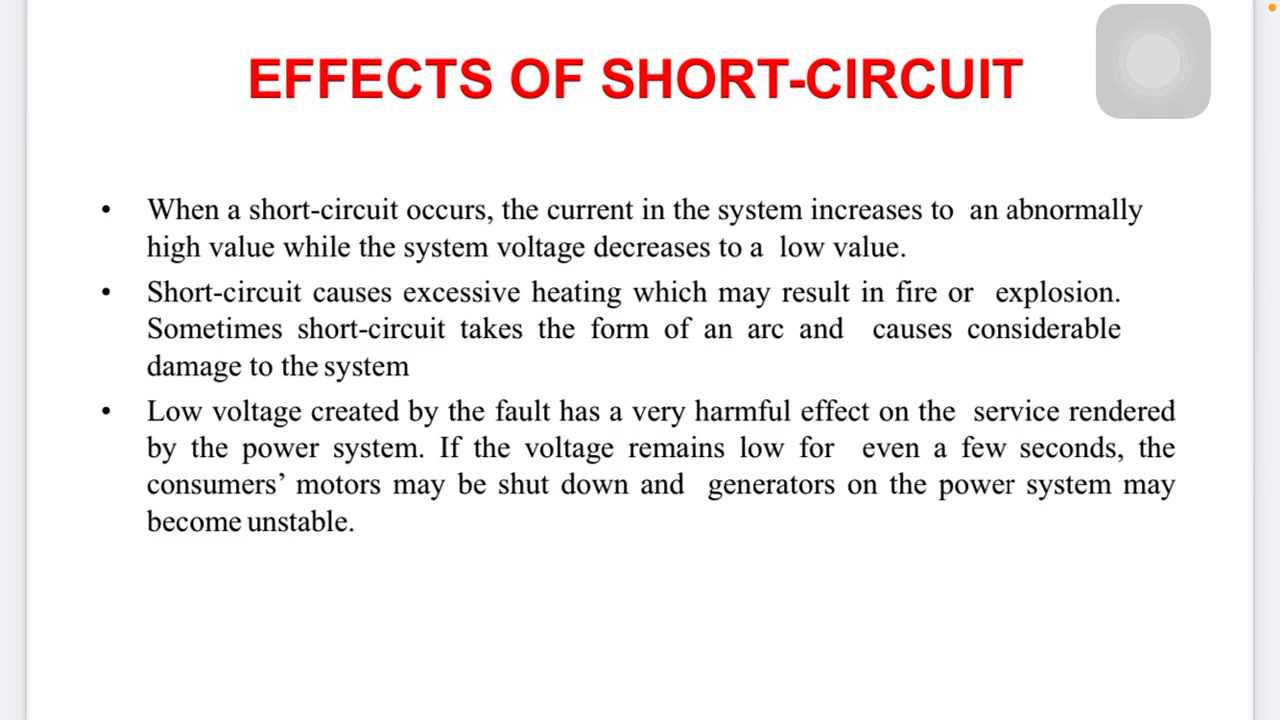 EFFECTS OF SHORT-CIRCUIT
• When a short-circuit occurs, the current in the system increases to an abnormally
high value while the system voltage decreases to a low value.
• Short-circuit causes excessive heating which may result in fire or explosion.
Sometimes short-circuit takes the form of an arc and causes considerable
damage to the system
• Low voltage created by the fault has a very harmful effect on the service rendered
by the power system. If the voltage remains low for even a few seconds, the
consumers’ motors may be shut down and generators on the power system may
become unstable.